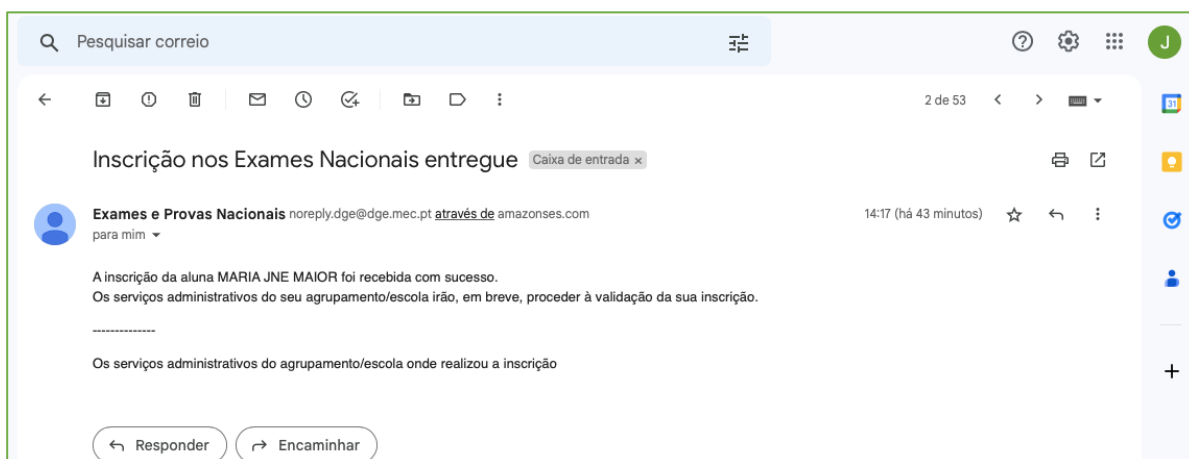 Pesquisar correio
J
2 de 53
31
Inscrição nos Exames Nacionais entregue Caixa de entrada ×
Exames e Provas Nacionais noreply.dge@dge.mec.pt através de amazonses.com 14:17 (há 43 minutos)
para mim
A inscrição da aluna MARIA JNE MAIOR foi recebida com sucesso.
Os serviços administrativos do seu agrupamento/escola irão, em breve, proceder à validação da sua inscrição.
--------------
Os serviços administrativos do agrupamento/escola onde realizou a inscrição
Responder Encaminhar